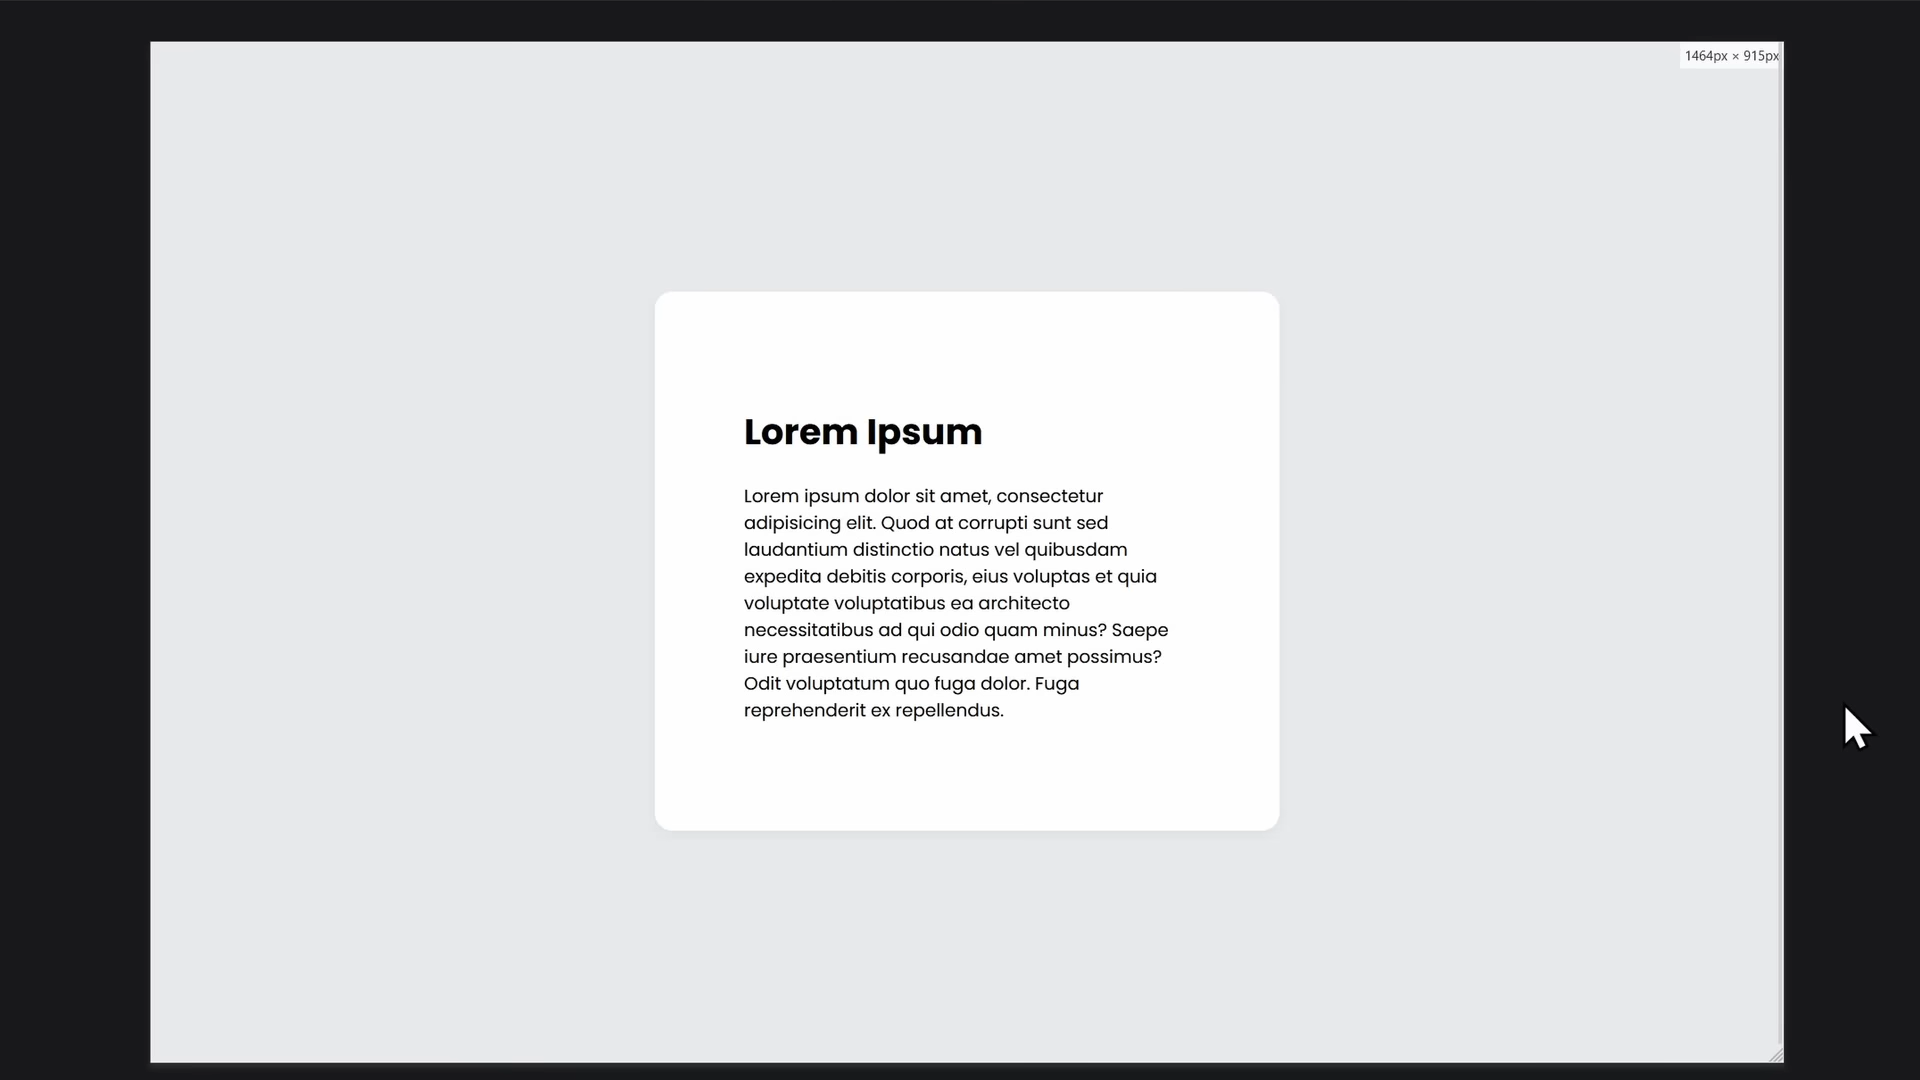 1464px × 915px
Lorem Ipsum
Lorem ipsum dolor sit amet, consectetur
adipisicing elit. Quod at corrupti sunt sed
laudantium distinctio natus vel quibusdam
expedita debitis corporis, eius voluptas et quia
voluptate voluptatibus ea architecto
necessitatibus ad qui odio quam minus? Saepe
iure praesentium recusandae amet possimus?
Odit voluptatum quo fuga dolor. Fuga
reprehenderit ex repellendus.